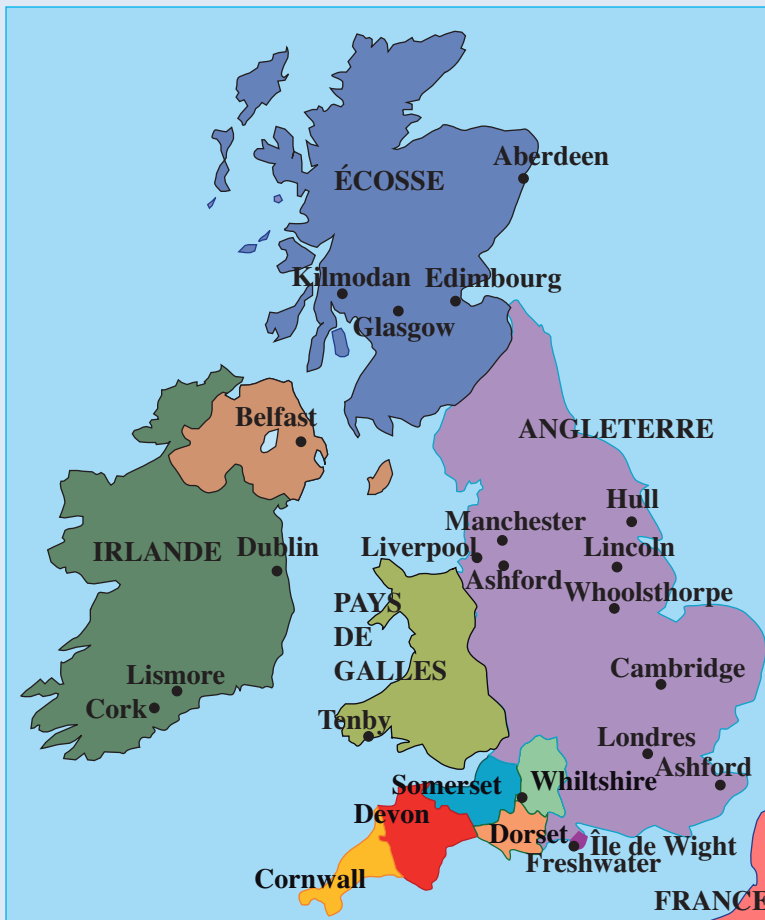 Aberdeen
ÉCOSSE
Kilmodan
Edimbourg
Glasgow
Belfast
ANGLETERRE
Hull
Manchester
IRLANDE
Dublin
Liverpool
Lincoln
Ashford
Whoolsthorpe
PAYS
DE
GALLES
Lismore
Cambridge
Cork
Tenby
Londres
Ashford
Somerset
Whiltshire
Devon
Dorset
Île de Wight
Freshwater
Cornwall
FRANCE